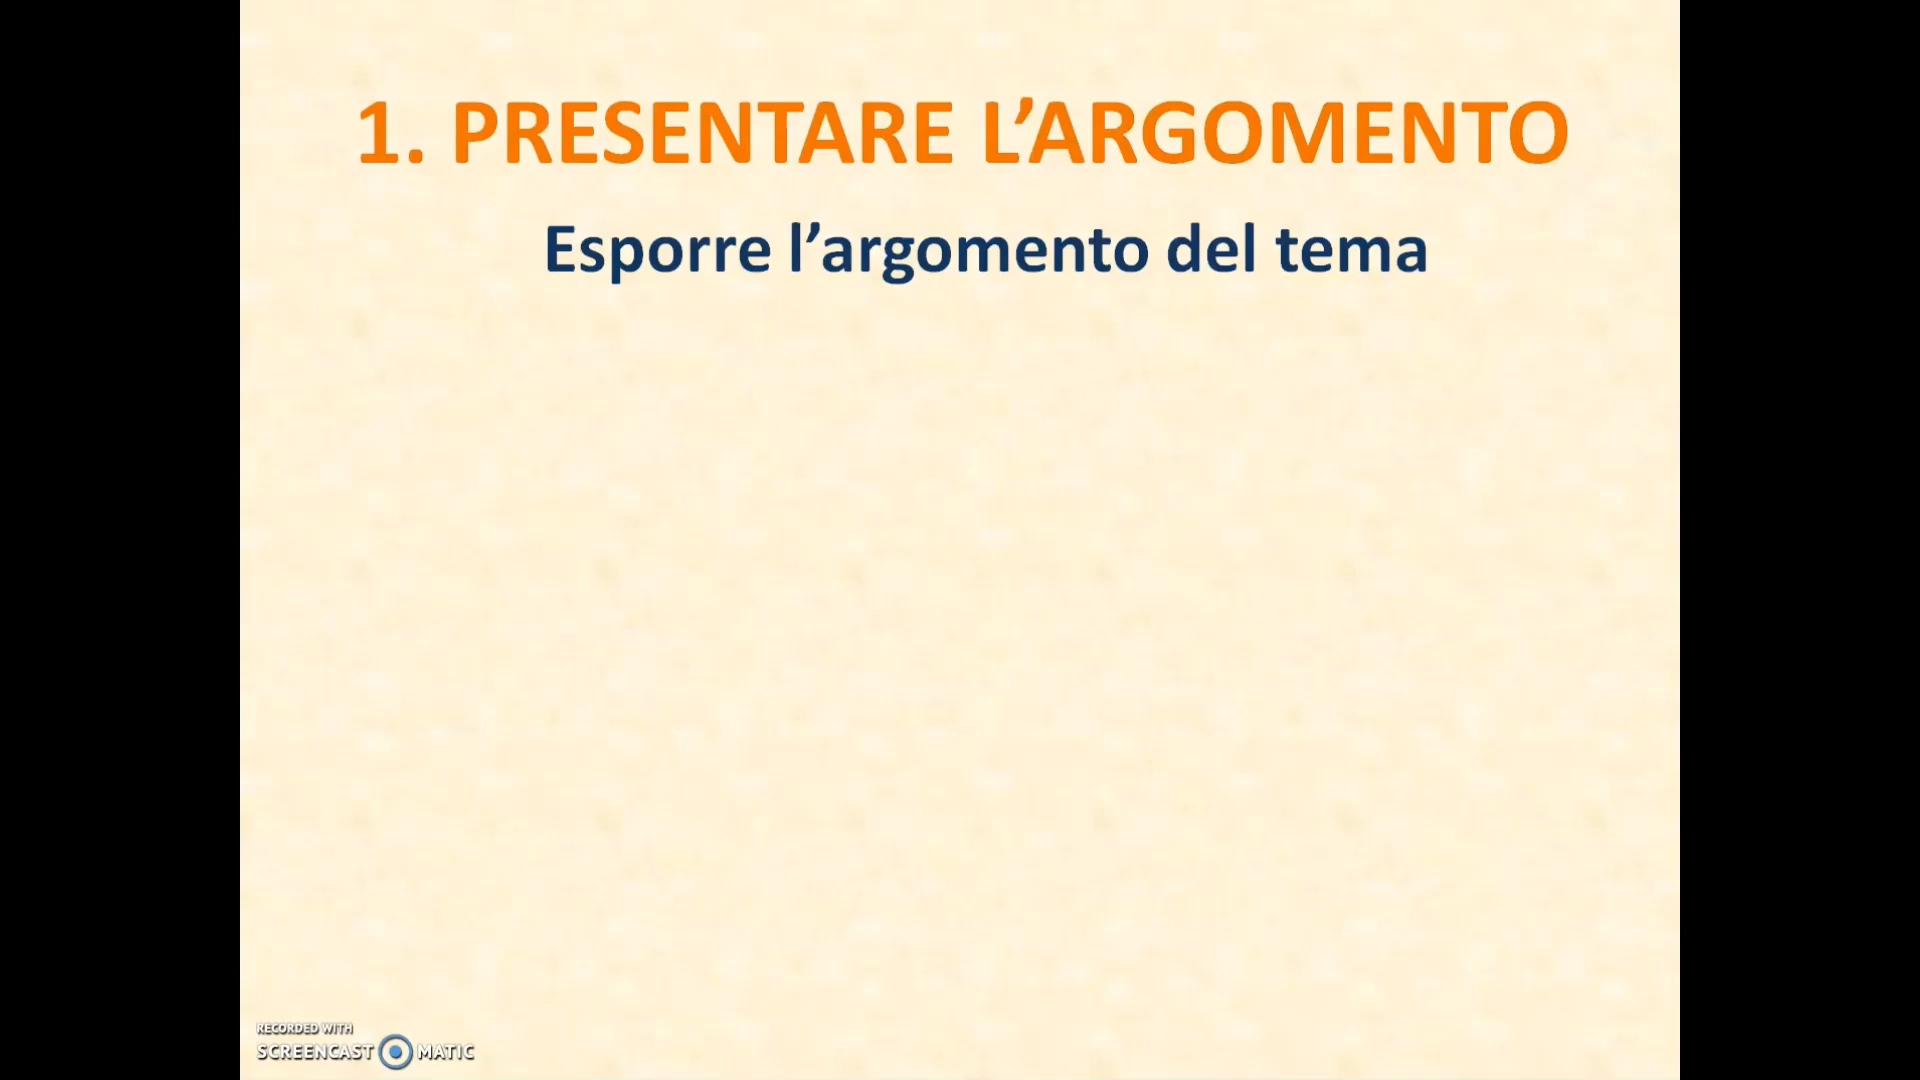 1. PRESENTARE L’ARGOMENTO
Esporre l’argomento del tema
RECORDED WITH
SCREENCAST MATIC